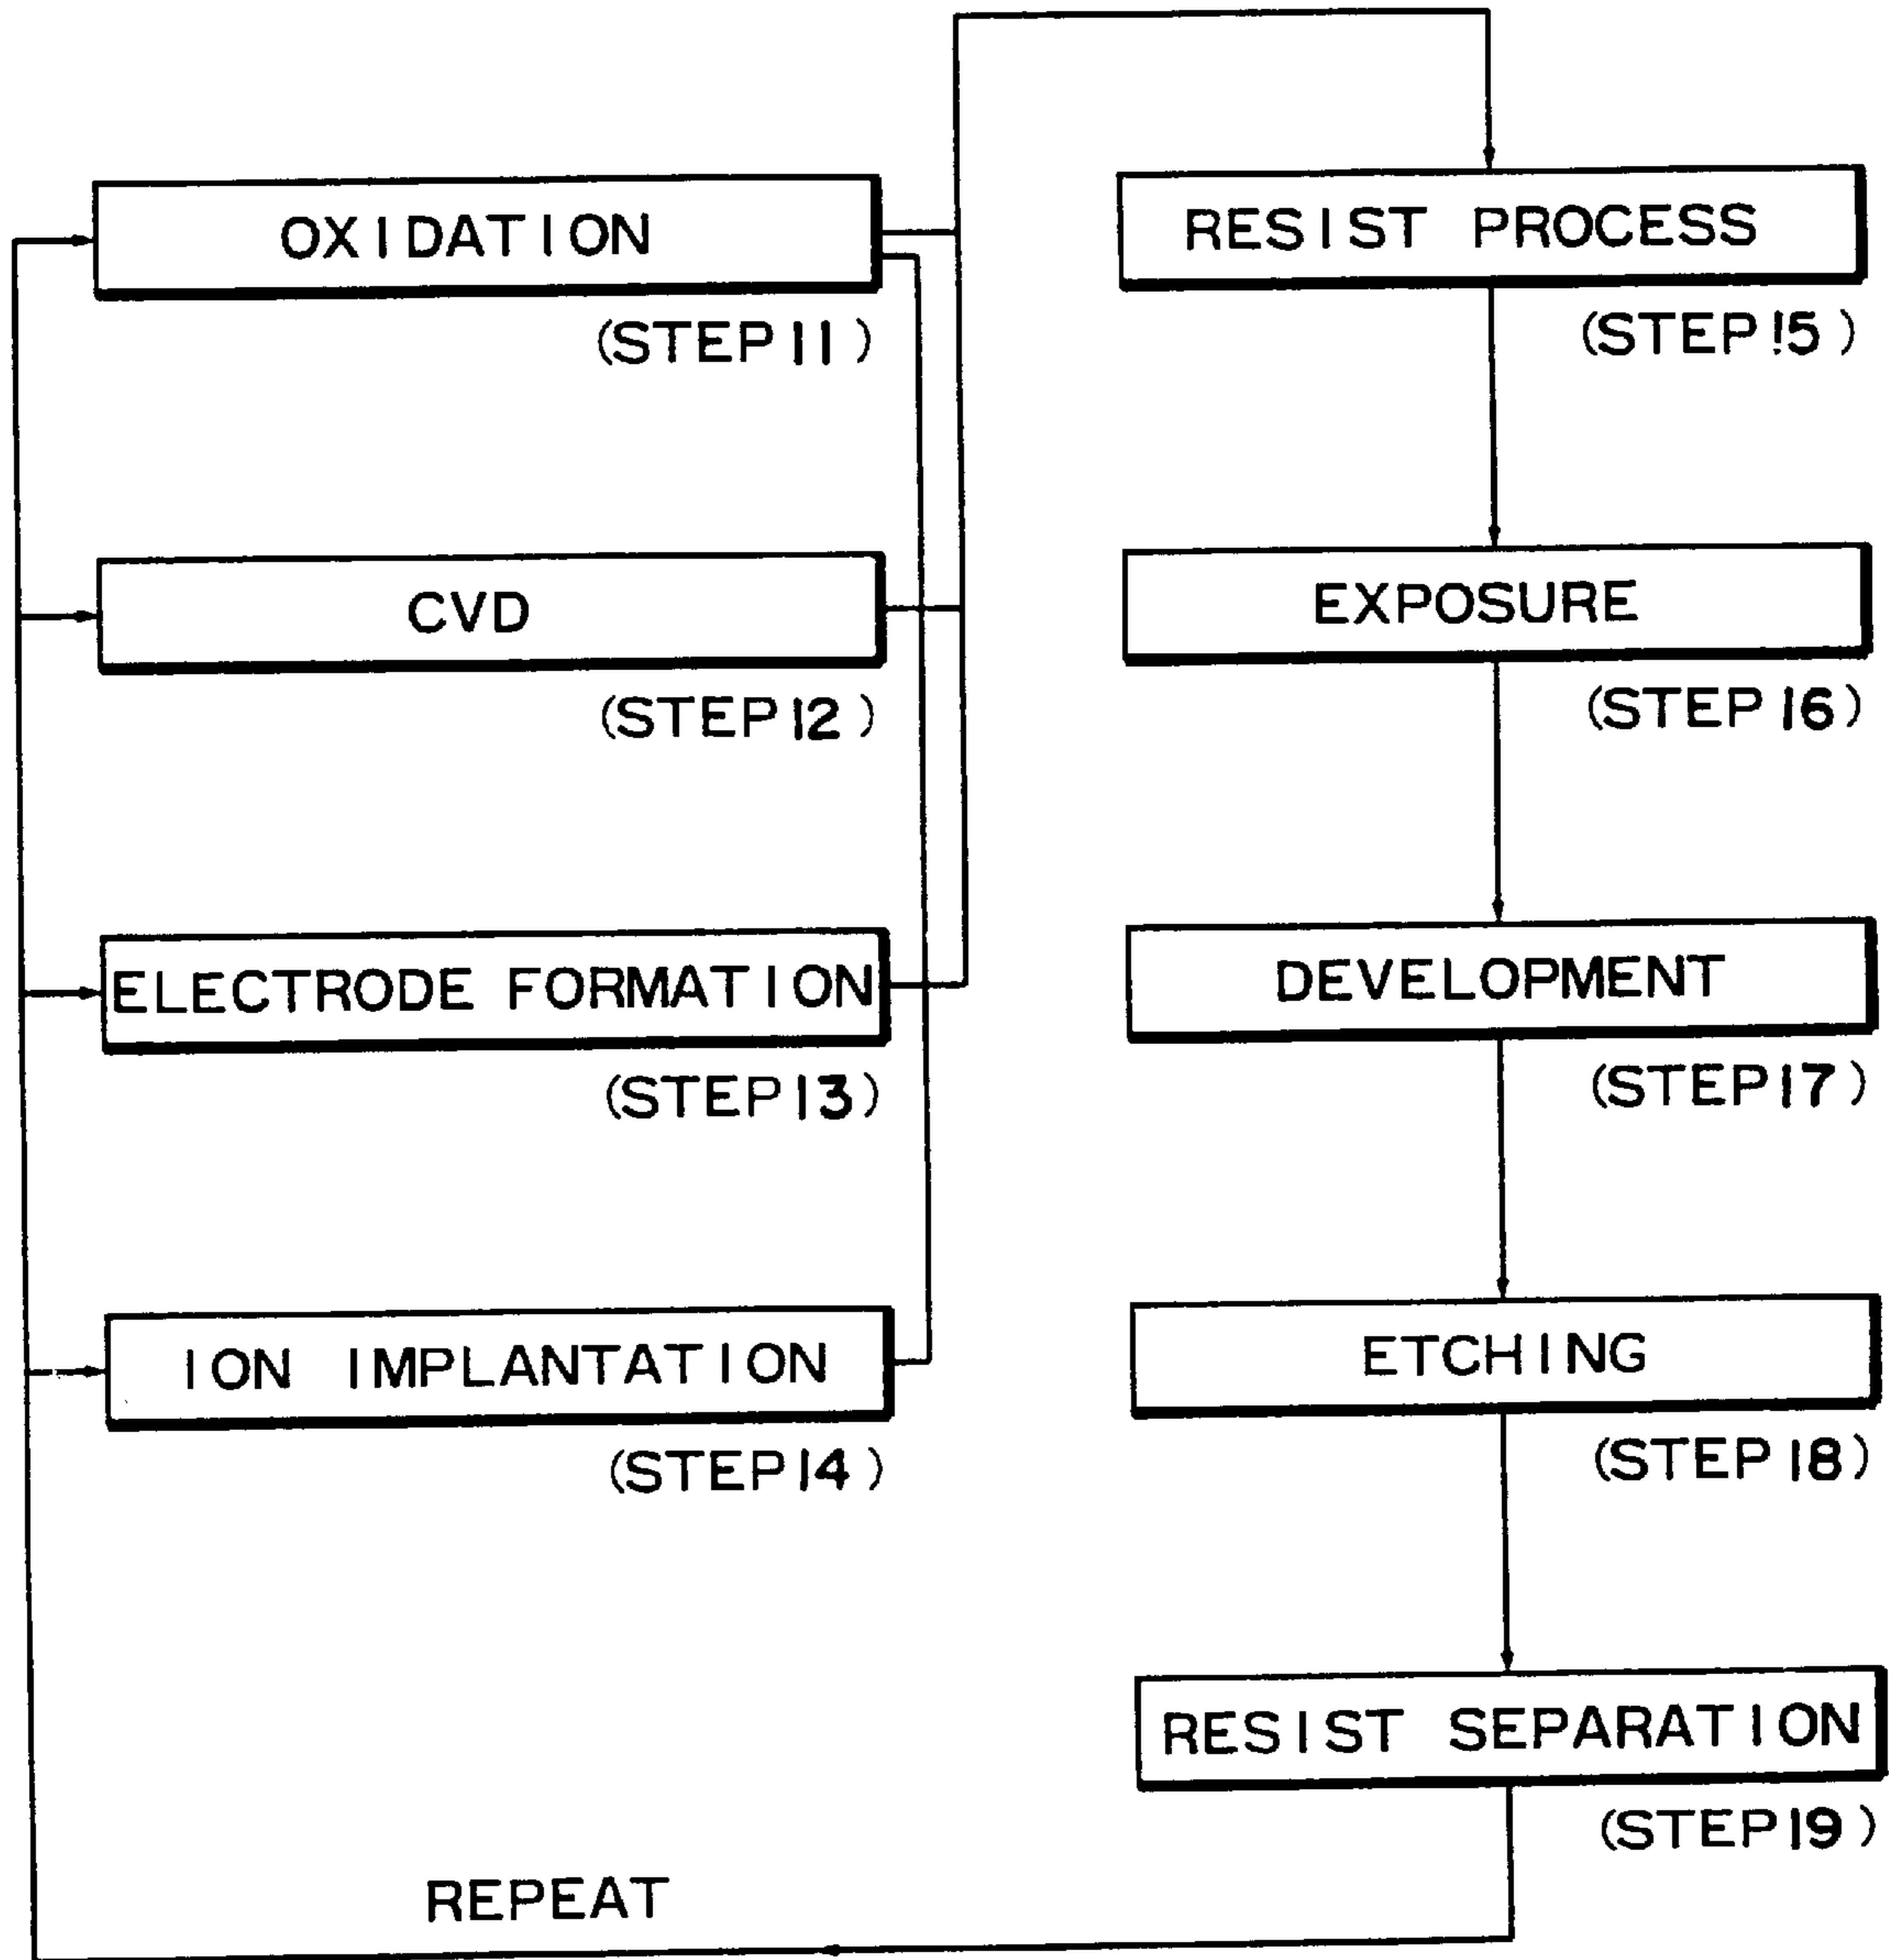 OXIDATION
(STEP 11)
CVD
(STEP 12)
ELECTRODE FORMATION
(STEP 13)
ION IMPLANTATION
(STEP 14)
RESIST PROCESS
(STEP 15)
EXPOSURE
(STEP 16)
DEVELOPMENT
(STEP 17)
ETCHING
(STEP 18)
RESIST SEPARATION
(STEP 19)
REPEAT